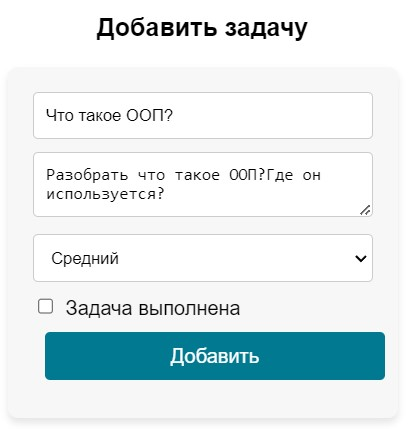 Добавить задачу
Что такое ООП?
Разобрать что такое ООП?Где он
используется?
Средний
Задача выполнена
Добавить